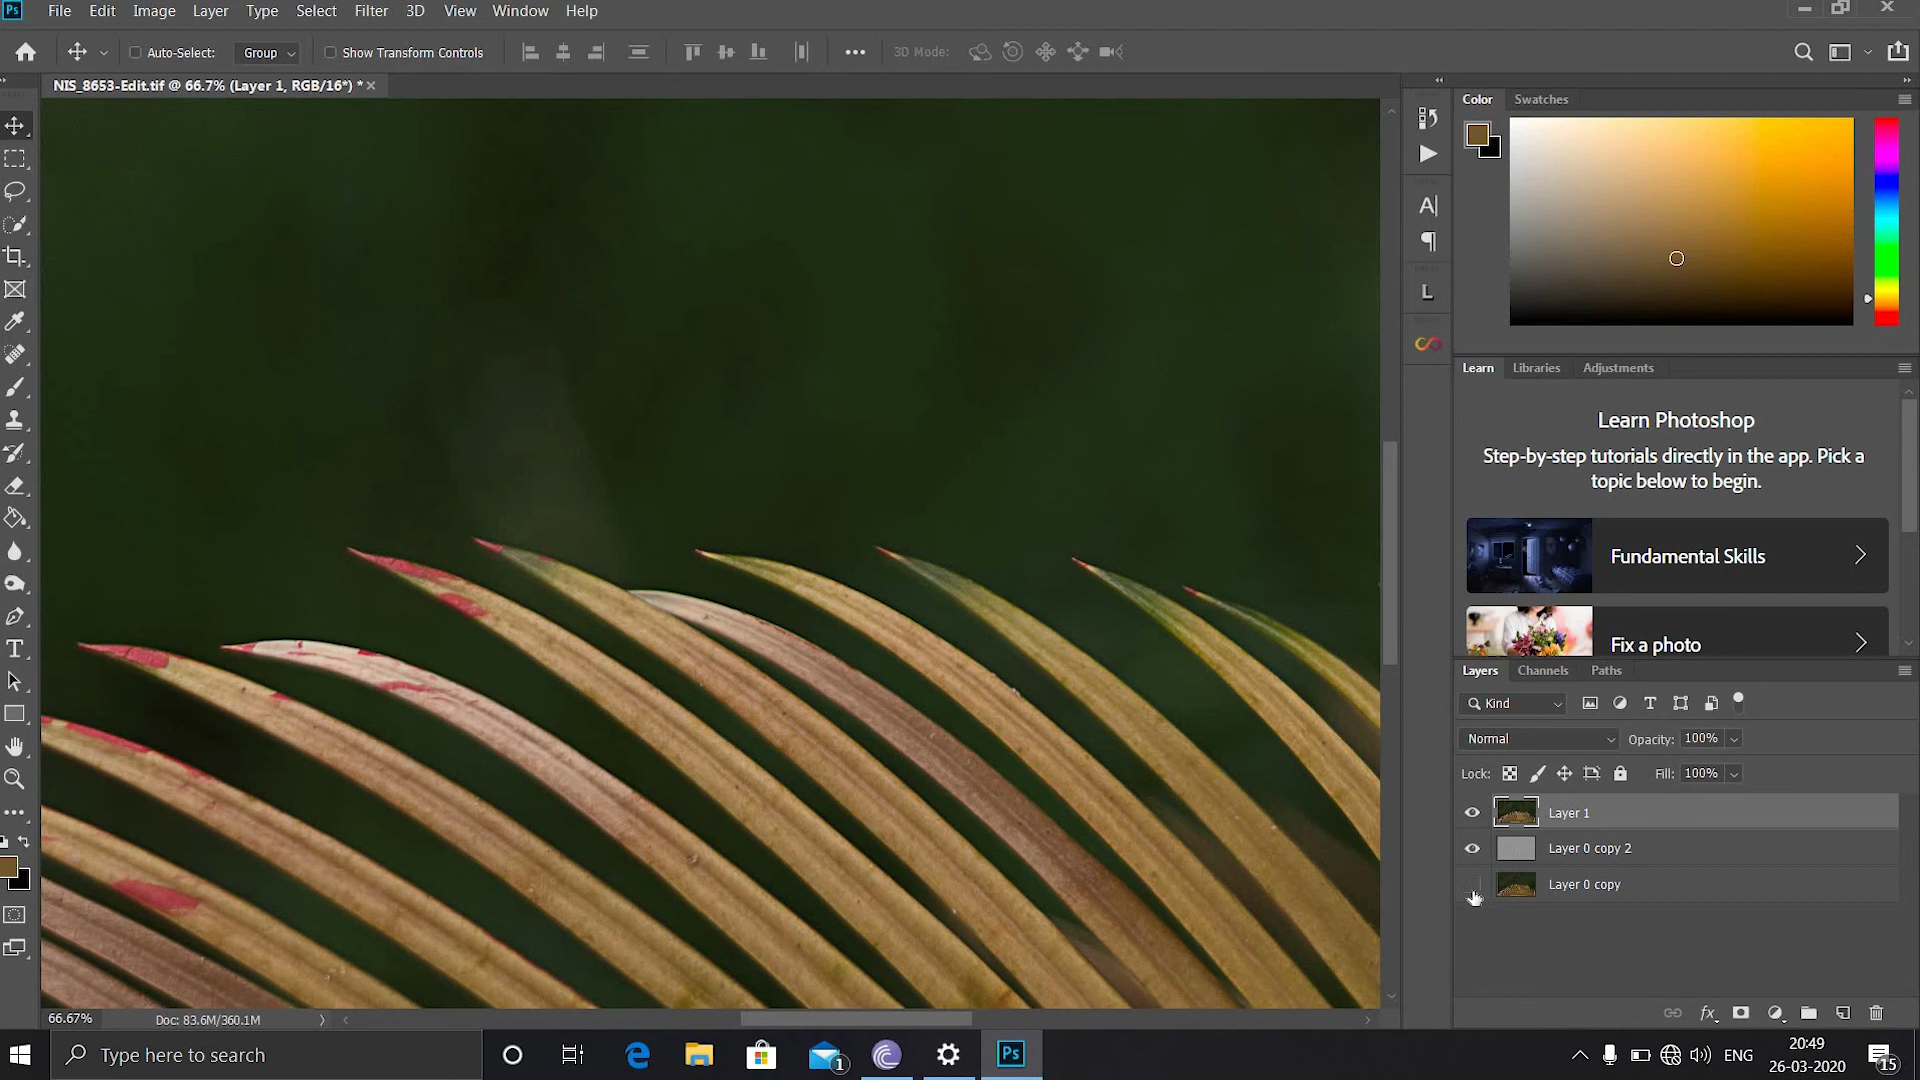 Ps File Edit Image Layer Type Select Filter 3D View Window Help
Auto-Select: Group Show Transform Controls 3D Mode:
NIS_8653-Edit.tif @ 66.7% (Layer 1, RGB/16*) *
Color Swatches
Learn Libraries Adjustments
Learn Photoshop
Step-by-step tutorials directly in the app. Pick a
topic below to begin.
Fundamental Skills
Fix a photo
Layers Channels Paths
Kind
Normal Opacity: 100%
Lock: Fill: 100%
Layer 1
Layer 0 copy 2
Layer 0 copy
66.67% Doc: 83.6M/360.1M
Type here to search
1
Ps
ENG
20:49
26-03-2020
15